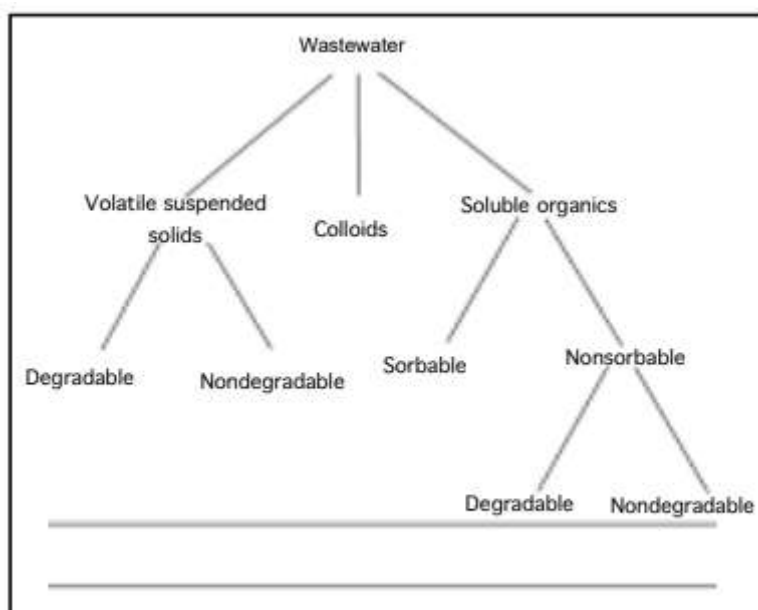 Wastewater
Volatile suspended
solids
Colloids
Soluble organics
Degradable
Nondegradable
Sorbable
Nonsorbable
Degradable
Nondegradable